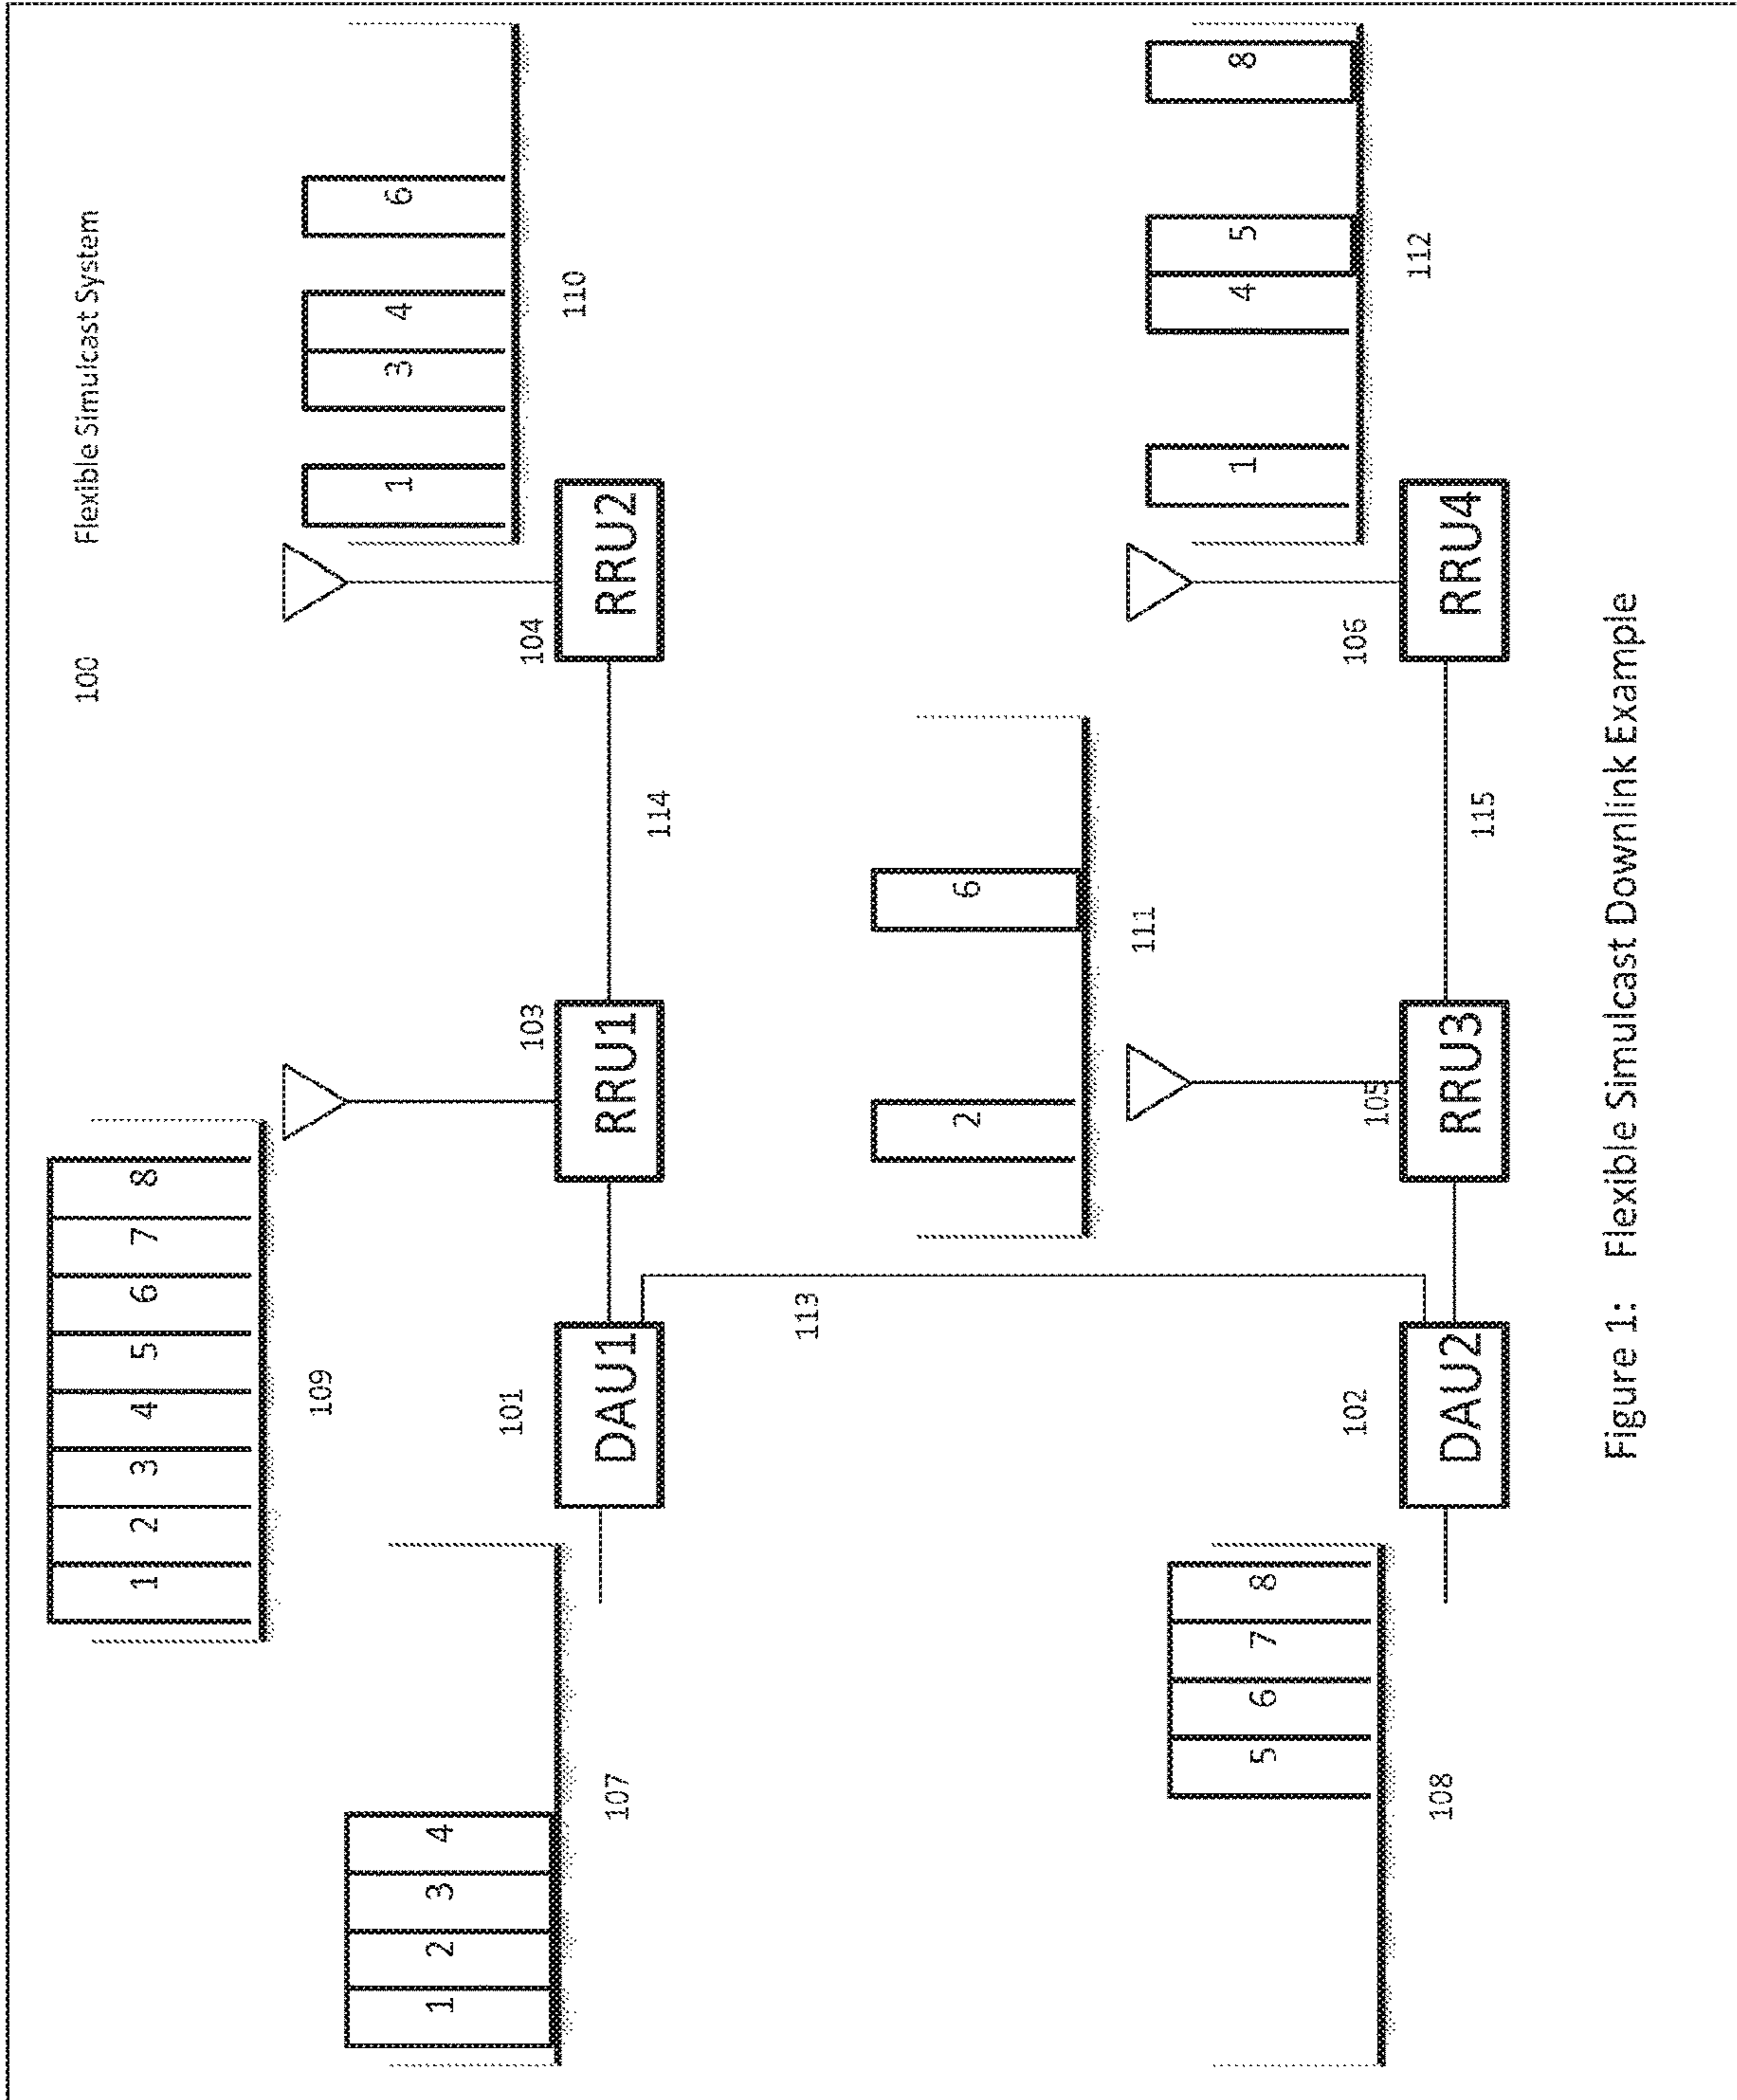 100 Flexible Simulcast System
1 2 3 4 5 6 7 8
109
1 2 3 4
107
1 3 4 6
110
101
DAU1
103
RRU1
114
104
RRU2
113
2 6
111
5 6 7 8
108
1 4 5 8
112
102
DAU2
105
RRU3
115
106
RRU4
Figure 1: Flexible Simulcast Downlink Example